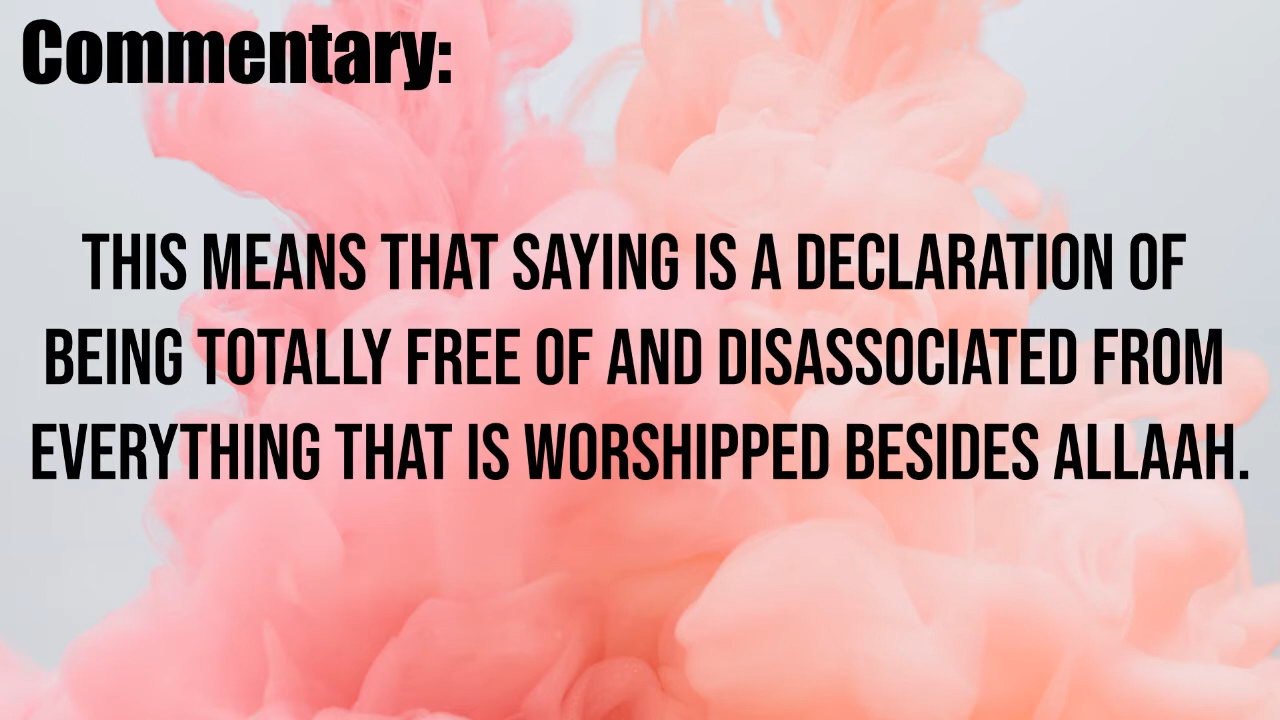 Commentary:
THIS MEANS THAT SAYING IS A DECLARATION OF
BEING TOTALLY FREE OF AND DISASSOCIATED FROM
EVERYTHING THAT IS WORSHIPPED BESIDES ALLAAH.